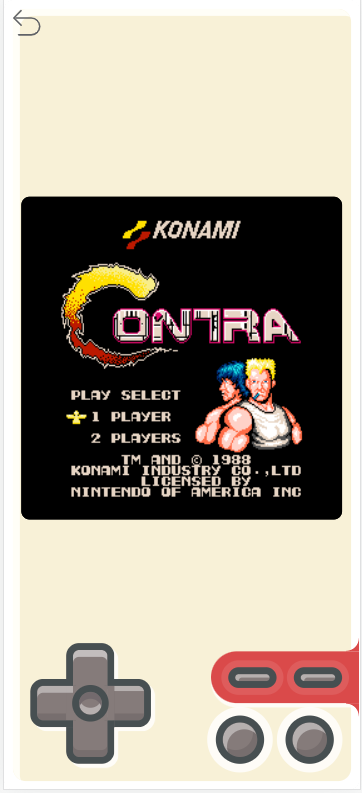 KONAMI
CONTRA
PLAY SELECT
1 PLAYER
2 PLAYERS
TM AND © 1988
KONAMI INDUSTRY CO.,LTD
LICENSED BY
NINTENDO OF AMERICA INC